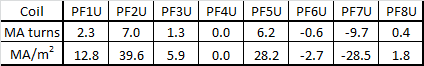 Coil PF1U PF2U PF3U PF4U PF5U PF6U PF7U PF8U
MA turns 2.3 7.0 1.3 0.0 6.2 -0.6 -9.7 0.4
MA/m² 12.8 39.6 5.9 0.0 28.2 -2.7 -28.5 1.8